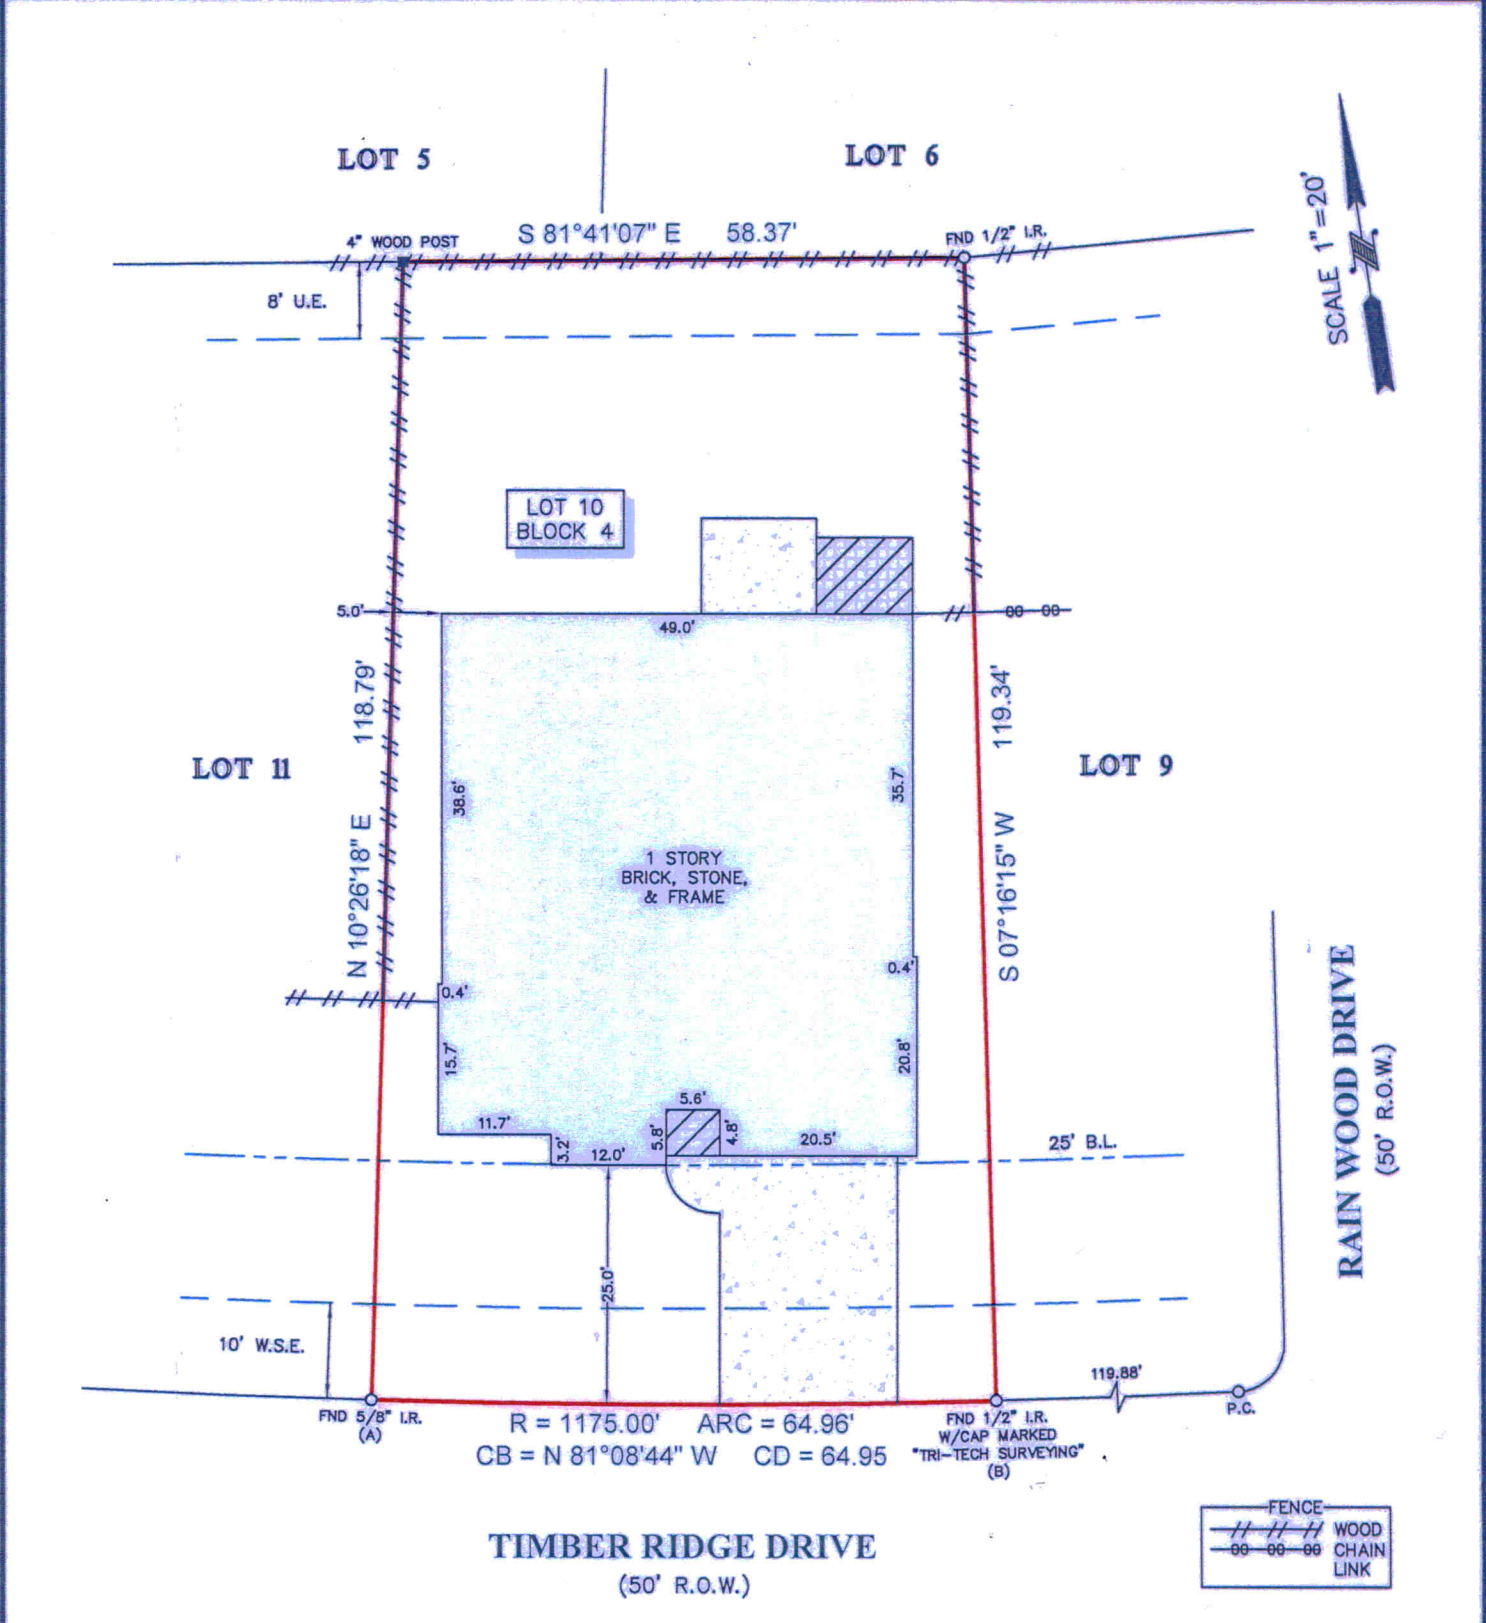 LOT 5
LOT 6
SCALE 1"=20'
4" WOOD POST
S 81°41'07" E 58.37'
FND 1/2" I.R.
8' U.E.
LOT 10
BLOCK 4
5.0'
49.0'
00 00
N 10°26'18" E 118.79'
S 07°16'15" W 119.34'
LOT 11
LOT 9
38.6'
35.7'
1 STORY
BRICK, STONE,
& FRAME
0.4'
0.4'
15.7'
20.8'
5.6'
11.7'
3.2'
12.0'
5.8'
4.8'
20.5'
25' B.L.
RAIN WOOD DRIVE
(50' R.O.W.)
25.0'
10' W.S.E.
119.88'
P.C.
FND 5/8" I.R.
(A)
R = 1175.00' ARC = 64.96'
CB = N 81°08'44" W CD = 64.95
FND 1/2" I.R.
W/CAP MARKED
"TRI-TECH SURVEYING"
(B)
TIMBER RIDGE DRIVE
(50' R.O.W.)
FENCE
WOOD
00 00 00 CHAIN
LINK